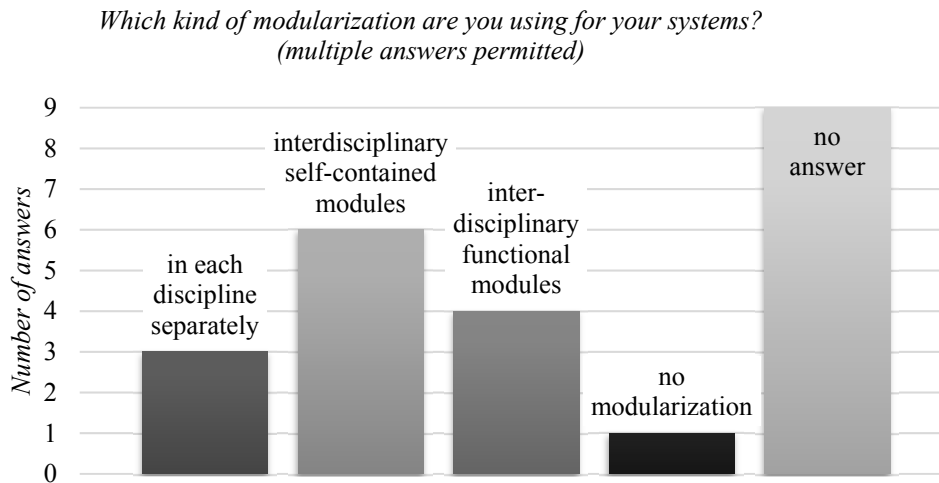 Which kind of modularization are you using for your systems?
(multiple answers permitted)
Number of answers
9
8
7
6
5
4
3
2
1
0
in each
discipline
separately
interdisciplinary
self-contained
modules
inter-
disciplinary
functional
modules
no
modularization
no
answer